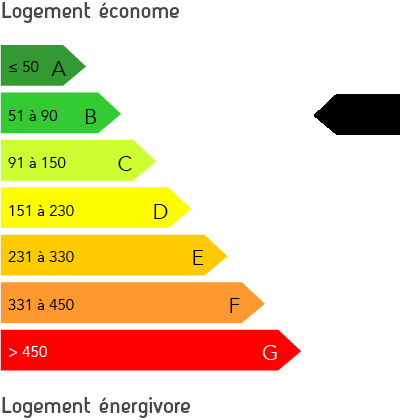 Logement économe
≤ 50 A
51 à 90 B
91 à 150 C
151 à 230 D
231 à 330 E
331 à 450 F
> 450 G
Logement énergivore